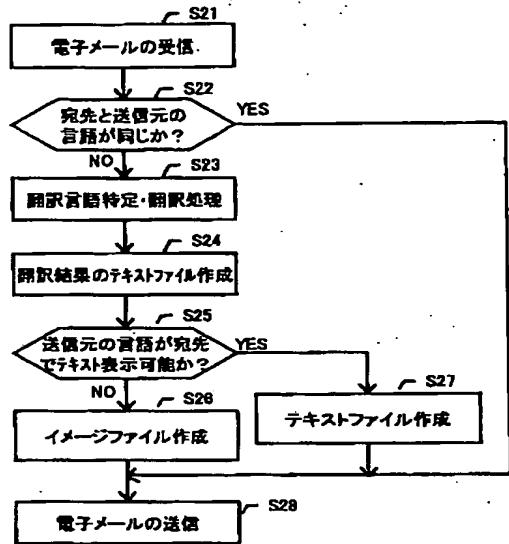 S21
電子メールの受信
S22
宛先と送信元の
言語が同じか？
YES
NO
S23
翻訳言語特定・翻訳処理
S24
翻訳結果のテキストファイル作成
S25
送信元の言語が宛先
でテキスト表示可能か？
YES
NO
S26
イメージファイル作成
S27
テキストファイル作成
S28
電子メールの送信